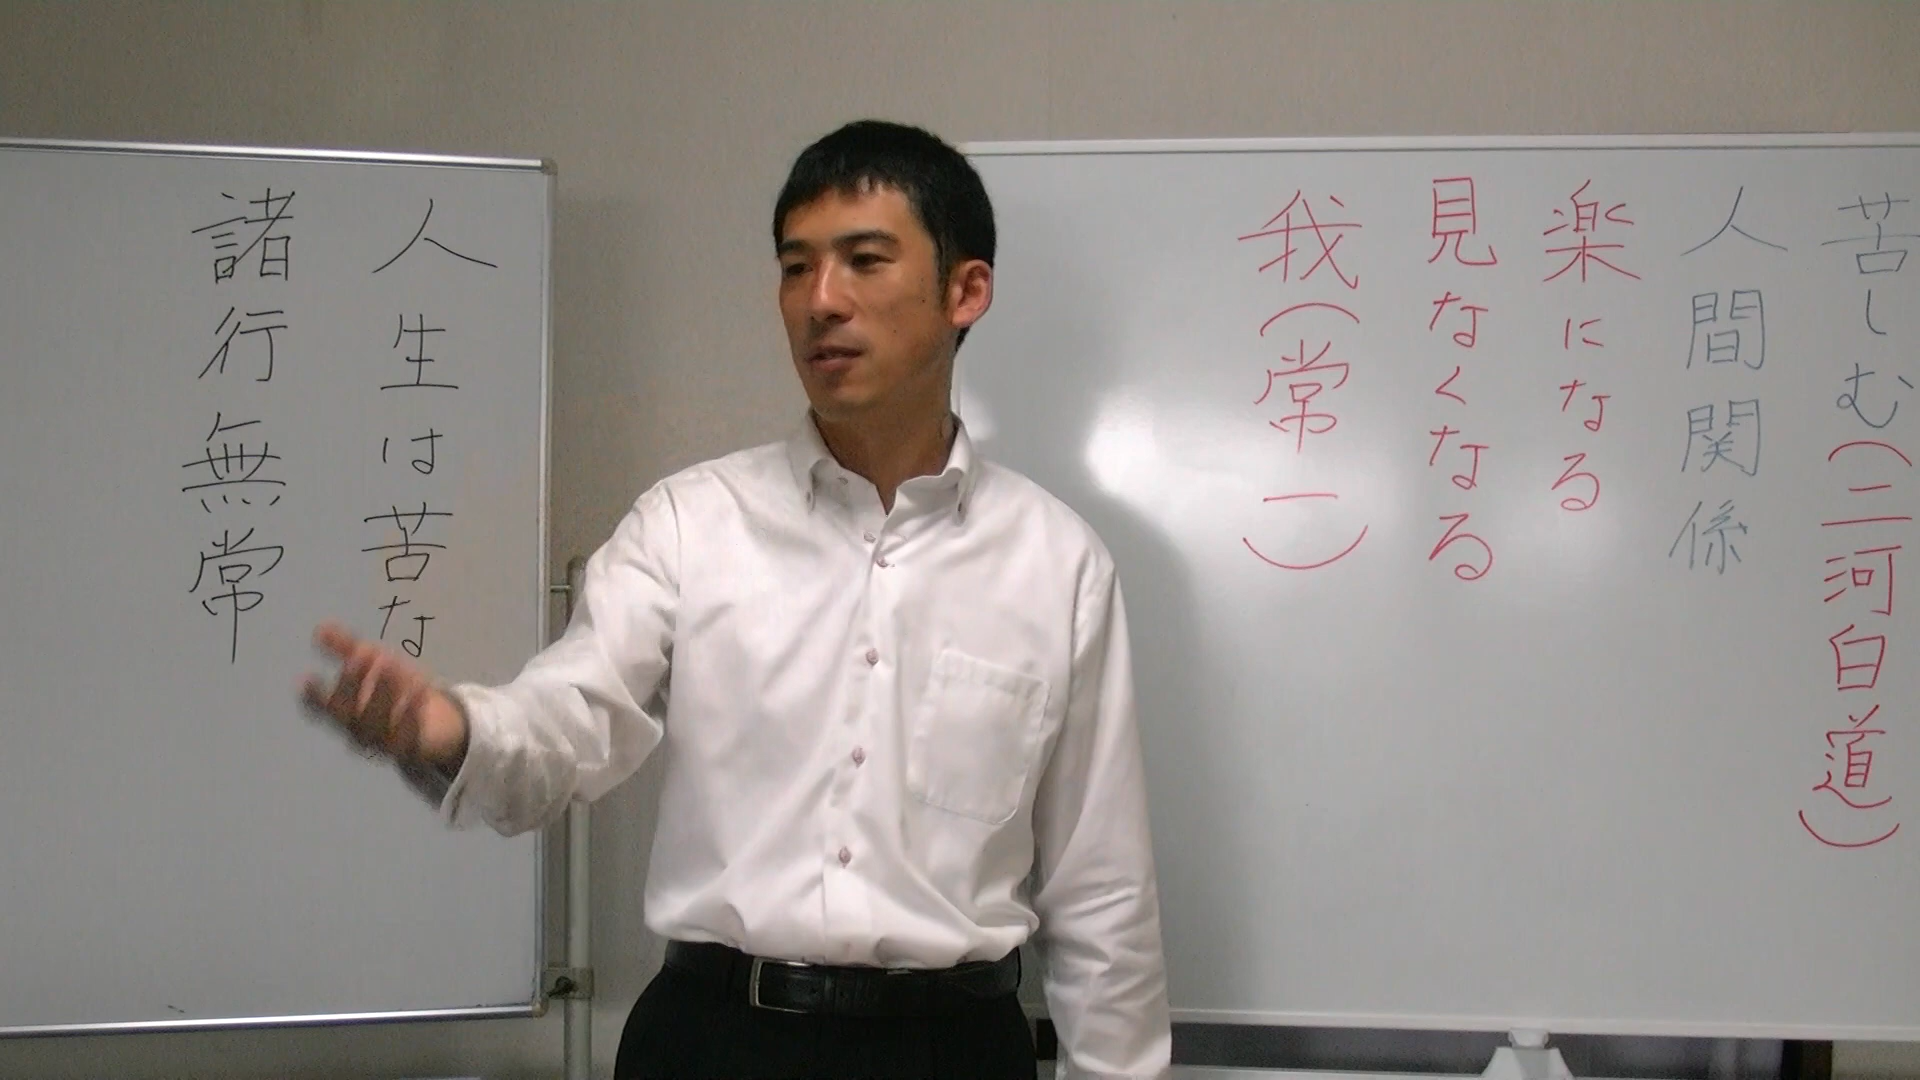 苦しむ(二河白道)
人間関係
楽になる
見なくなる
我(常一)
人生は苦な
諸行無常